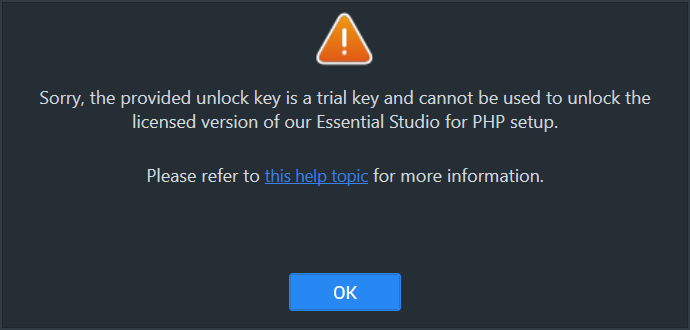 Sorry, the provided unlock key is a trial key and cannot be used to unlock the
licensed version of our Essential Studio for PHP setup.
Please refer to this help topic for more information.
OK